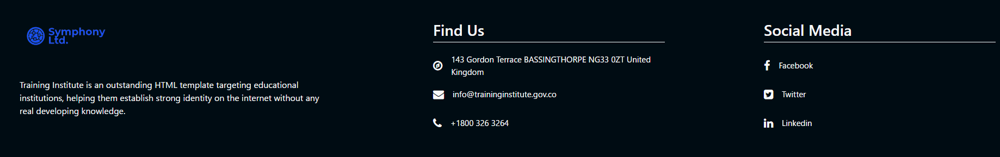 Symphony
Ltd.
Training Institute is an outstanding HTML template targeting educational
institutions, helping them establish strong identity on the internet without any
real developing knowledge.
Find Us
143 Gordon Terrace BASSINGTHORPE NG33 0ZT United
Kingdom
info@traininginstitute.gov.co
+1800 326 3264
Social Media
Facebook
Twitter
Linkedin